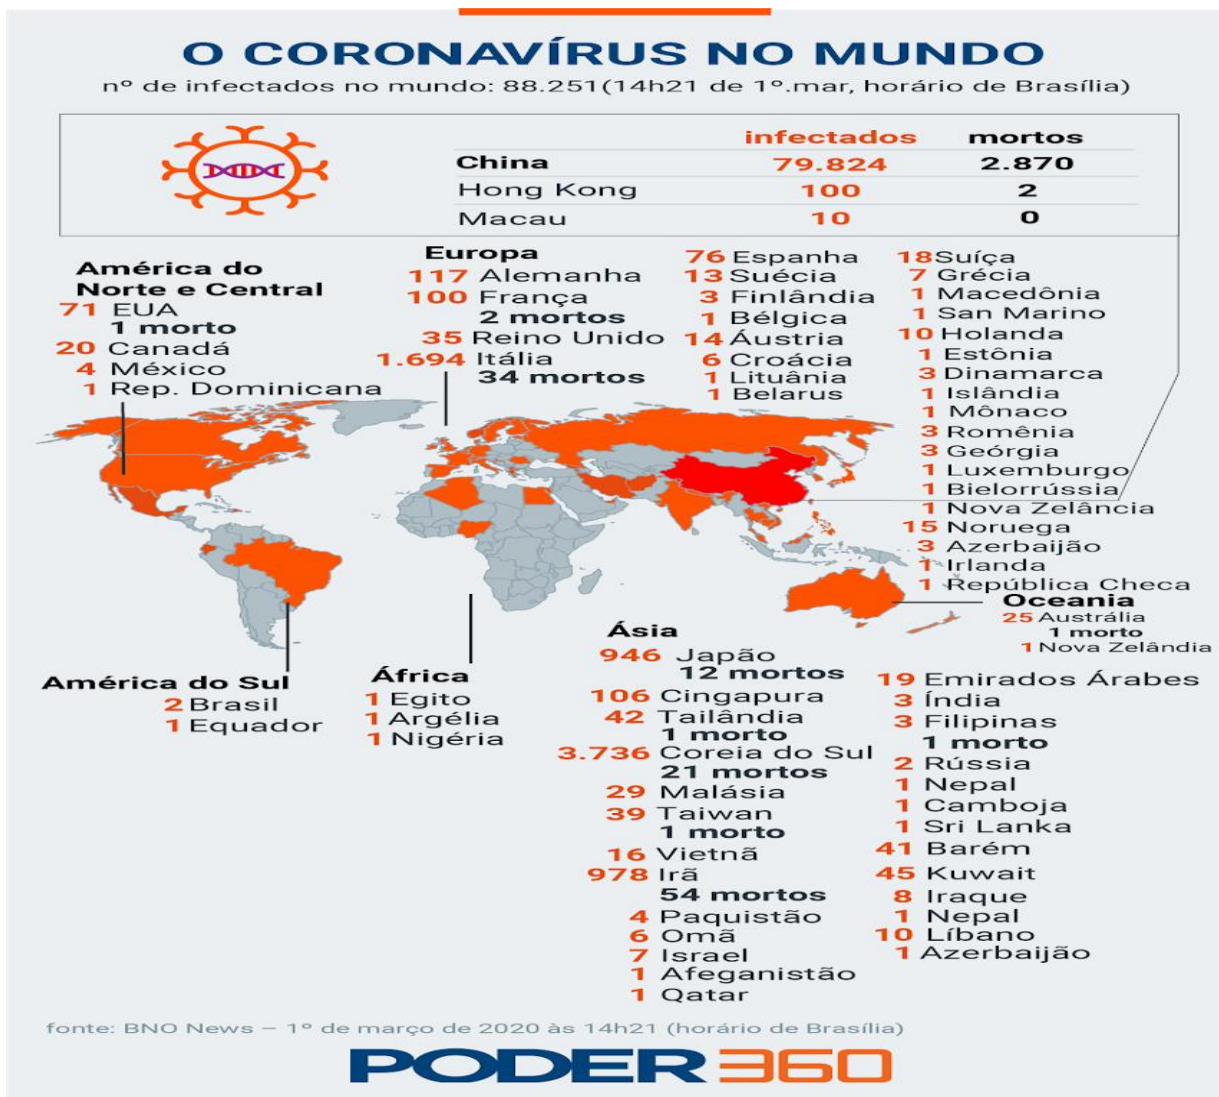 O CORONAVÍRUS NO MUNDO
nº de infectados no mundo: 88.251(14h21 de 1º.mar, horário de Brasília)
infectados mortos
China 79.824 2.870
Hong Kong 100 2
Macau 10 0
América do
Norte e Central
71 EUA
1 morto
20 Canadá
4 México
1 Rep. Dominicana
Europa
117 Alemanha
100 França
2 mortos
35 Reino Unido
1.694 Itália
34 mortos
76 Espanha
13 Suécia
3 Finlândia
1 Bélgica
14 Áustria
6 Croácia
1 Lituânia
1 Belarus
18 Suíça
7 Grécia
1 Macedônia
1 San Marino
10 Holanda
1 Estônia
3 Dinamarca
1 Islândia
1 Mônaco
3 Romênia
3 Geórgia
1 Luxemburgo
1 Bielorrússia
1 Nova Zelância
15 Noruega
3 Azerbaijão
1 Irlanda
1 República Checa
Oceania
25 Austrália
1 morto
1 Nova Zelândia
América do Sul
2 Brasil
1 Equador
África
1 Egito
1 Argélia
1 Nigéria
Ásia
946 Japão
12 mortos
106 Cingapura
42 Tailândia
1 morto
3.736 Coreia do Sul
21 mortos
29 Malásia
39 Taiwan
1 morto
16 Vietnã
978 Irã
54 mortos
4 Paquistão
6 Omã
7 Israel
1 Afeganistão
1 Qatar
19 Emirados Árabes
3 Índia
3 Filipinas
1 morto
2 Rússia
1 Nepal
1 Camboja
1 Sri Lanka
41 Barém
45 Kuwait
8 Iraque
1 Nepal
10 Líbano
1 Azerbaijão
fonte: BNO News – 1º de março de 2020 às 14h21 (horário de Brasília)
PODER360